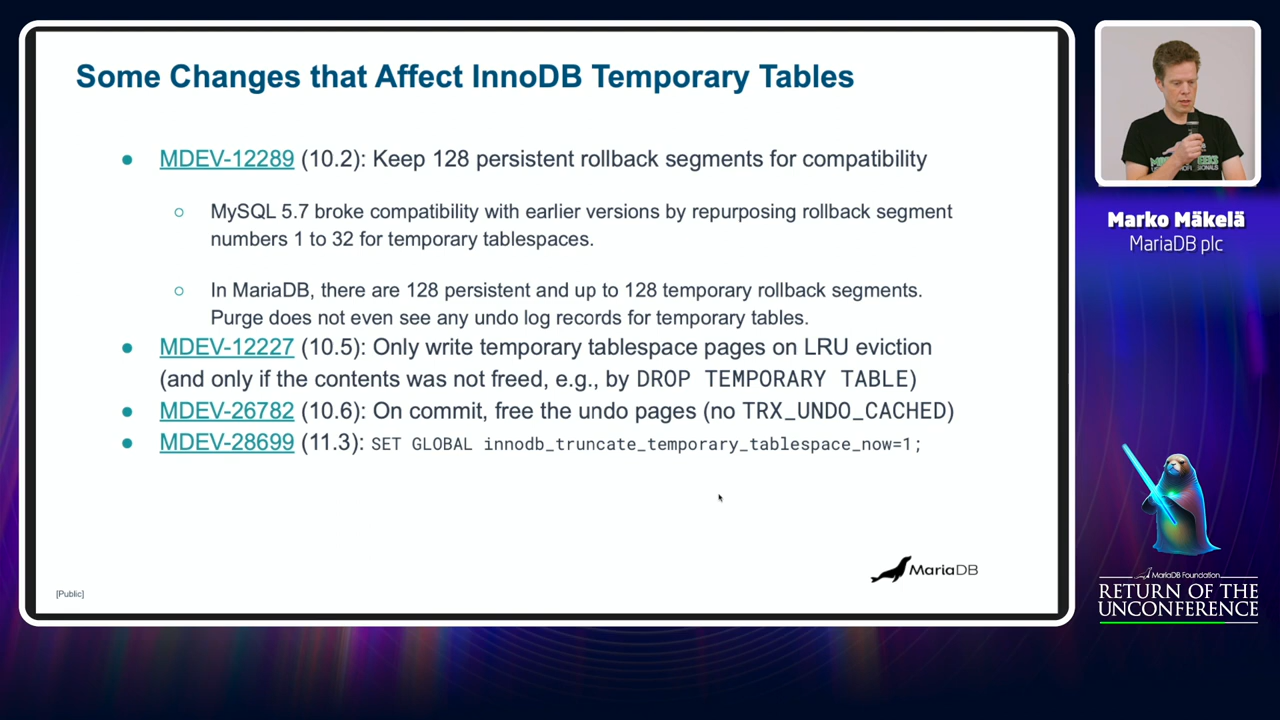 Some Changes that Affect InnoDB Temporary Tables
● MDEV-12289 (10.2): Keep 128 persistent rollback segments for compatibility
○ MySQL 5.7 broke compatibility with earlier versions by repurposing rollback segment
numbers 1 to 32 for temporary tablespaces.
○ In MariaDB, there are 128 persistent and up to 128 temporary rollback segments.
Purge does not even see any undo log records for temporary tables.
● MDEV-12227 (10.5): Only write temporary tablespace pages on LRU eviction
(and only if the contents was not freed, e.g., by DROP TEMPORARY TABLE)
● MDEV-26782 (10.6): On commit, free the undo pages (no TRX_UNDO_CACHED)
● MDEV-28699 (11.3): SET GLOBAL innodb_truncate_temporary_tablespace_now=1;
MariaDB
[Public]
Marko Mäkelä
MariaDB plc
MariaDB Foundation
RETURN OF THE
UNCONFERENCE